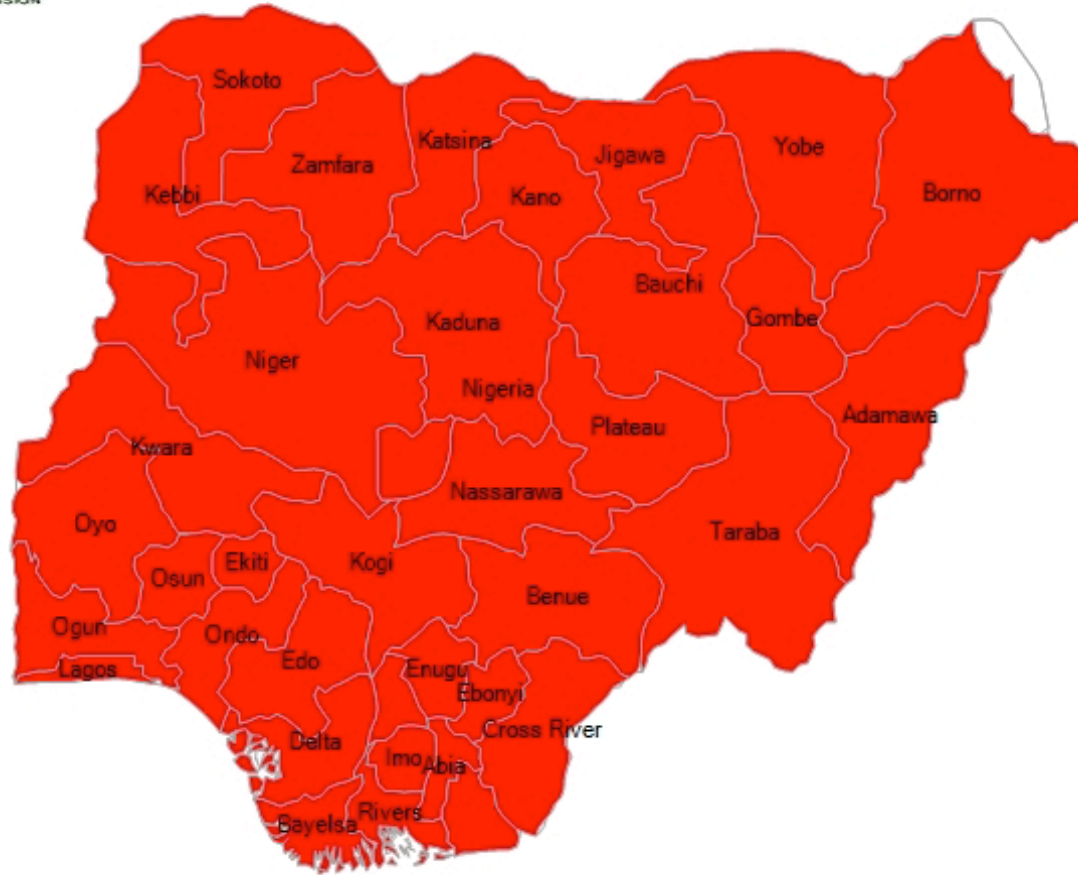 Sokoto
Katsina
Zamfara
Jigawa
Yobe
Kebbi
Kano
Borno
Bauchi
Kaduna
Gombe
Niger
Nigeria
Adamawa
Plateau
Kwara
Nassarawa
Oyo
Taraba
Ekiti
Kogi
Osun
Benue
Ogun
Ondo
Edo
Lagos
Enugu
Ebonyi
Cross River
Delta
Imo
Abia
Rivers
Bayelsa